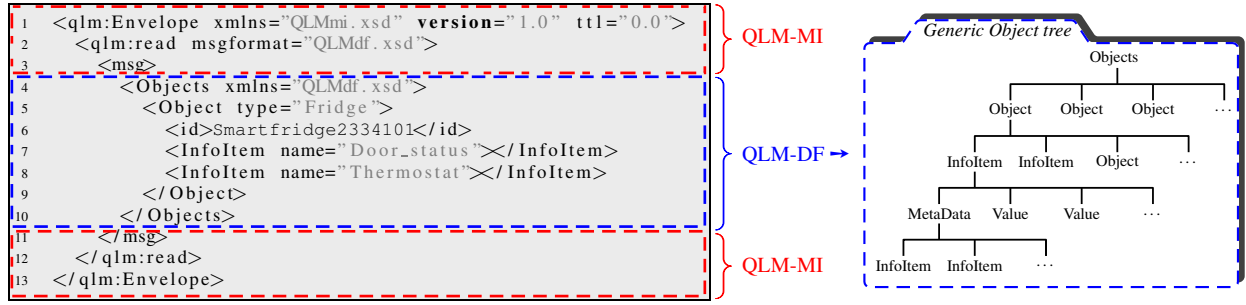 1 <qlm:Envelope xmlns="QLMmi.xsd" version="1.0" ttl="0.0">
2 <qlm:read msgformat="QLMdf.xsd">
3 <msg>
4 <Objects xmlns="QLMdf.xsd">
5 <Object type="Fridge">
6 <id>Smartfridge2334101</id>
7 <InfoItem name="Door_status"></InfoItem>
8 <InfoItem name="Thermostat"></InfoItem>
9 </Object>
10 </Objects>
11 </msg>
12 </qlm:read>
13 </qlm:Envelope>
QLM-MI
QLM-DF
QLM-MI
Generic Object tree
Objects
Object Object Object ...
InfoItem InfoItem Object ...
MetaData Value Value ...
InfoItem InfoItem ...